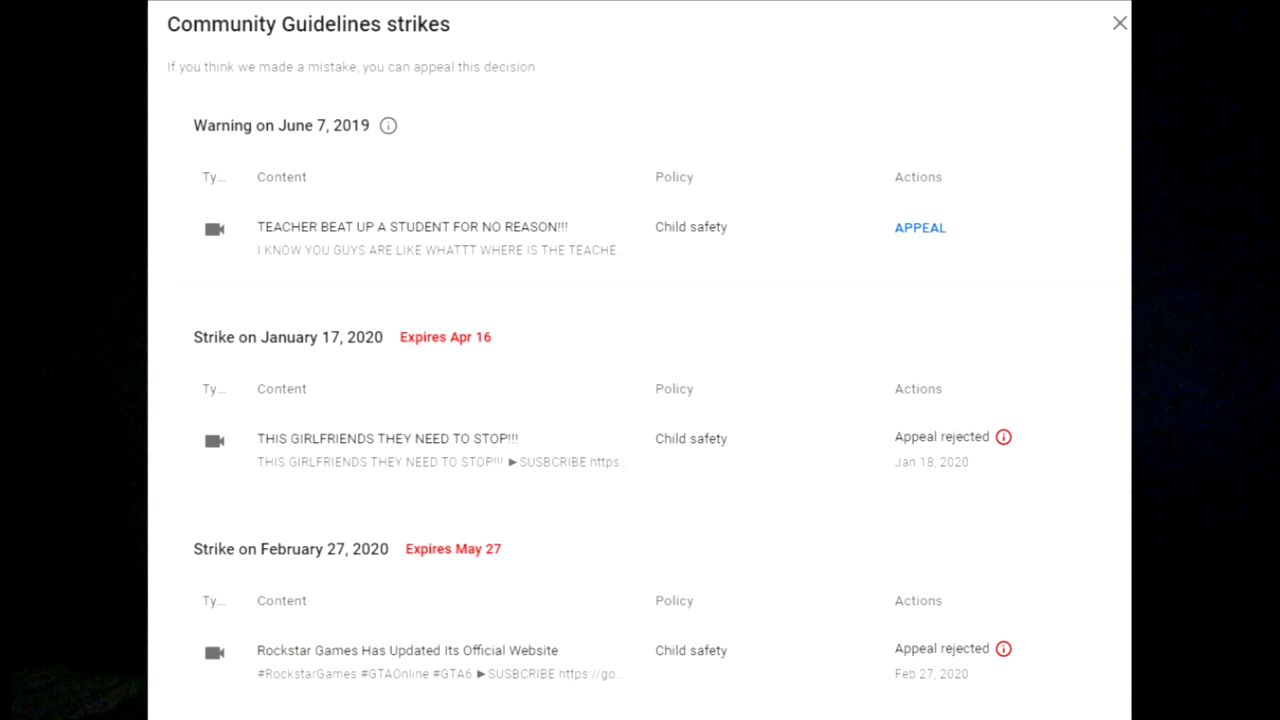 Community Guidelines strikes
If you think we made a mistake, you can appeal this decision
Warning on June 7, 2019
Ty... Content Policy Actions
TEACHER BEAT UP A STUDENT FOR NO REASON!!! Child safety APPEAL
I KNOW YOU GUYS ARE LIKE WHATTT WHERE IS THE TEACHE...
Strike on January 17, 2020 Expires Apr 16
Ty... Content Policy Actions
THIS GIRLFRIENDS THEY NEED TO STOP!!! Child safety Appeal rejected
THIS GIRLFRIENDS THEY NEED TO STOP!!! ►SUSBCRIBE https... Jan 18, 2020
Strike on February 27, 2020 Expires May 27
Ty... Content Policy Actions
Rockstar Games Has Updated Its Official Website Child safety Appeal rejected
#RockstarGames #GTAOnline #GTA6 ►SUSBCRIBE https://go... Feb 27, 2020